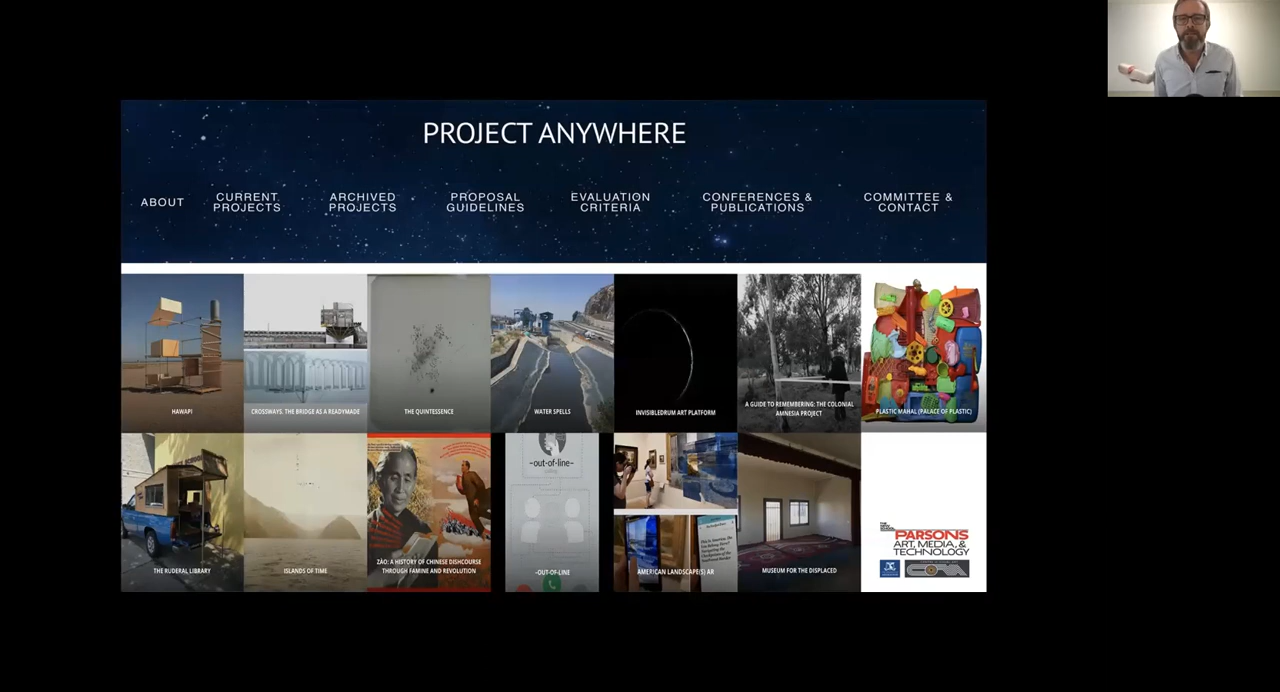 PROJECT ANYWHERE
ABOUT
CURRENT
PROJECTS
ARCHIVED
PROJECTS
PROPOSAL
GUIDELINES
EVALUATION
CRITERIA
CONFERENCES &
PUBLICATIONS
COMMITTEE &
CONTACT
HAWAPI
CROSSWAYS: THE BRIDGE AS A READYMADE
THE QUINTESSENCE
WATER SPELLS
INVISIBLEDRUM ART PLATFORM
A GUIDE TO REMEMBERING: THE COLONIAL
AMNESIA PROJECT
PLASTIC MAHAL (PALACE OF PLASTIC)
THE RUDERAL LIBRARY
ISLANDS OF TIME
ZÀO: A HISTORY OF CHINESE DISHCOURSE
THROUGH FAMINE AND REVOLUTION
~out-of-line~
~OUT-OF-LINE
AMERICAN LANDSCAPE(S) AR
MUSEUM FOR THE DISPLACED
THE NEW SCHOOL
PARSONS
ART, MEDIA, &
TECHNOLOGY